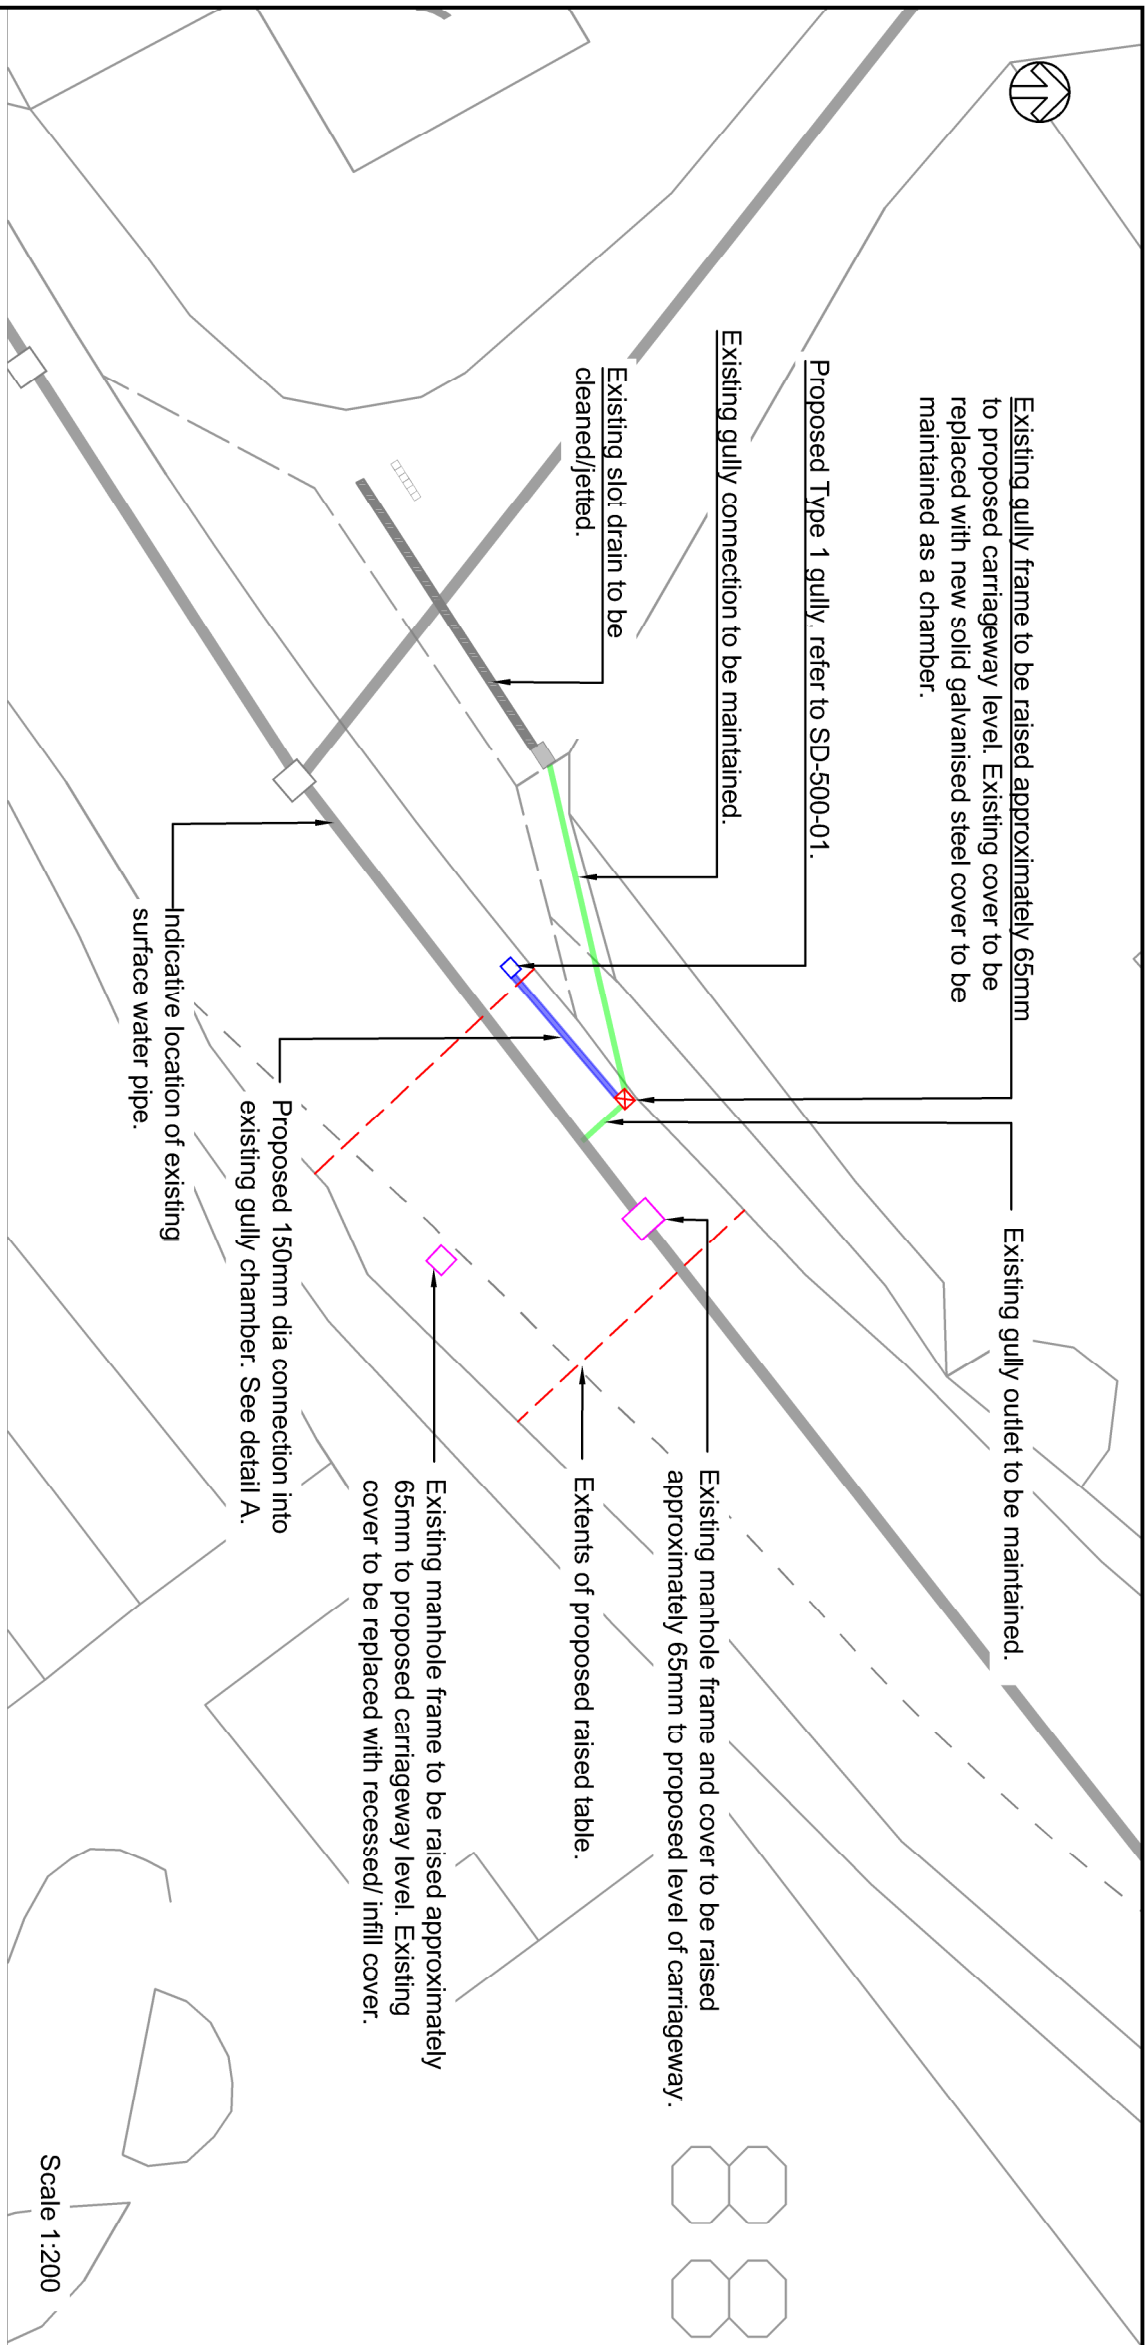 Existing gully frame to be raised approximately 65mm
to proposed carriageway level. Existing cover to be
replaced with new solid galvanised steel cover to be
maintained as a chamber.
Proposed Type 1 gully, refer to SD-500-01.
Existing gully connection to be maintained.
Existing slot drain to be
cleaned/jetted.
Indicative location of existing
surface water pipe.
Proposed 150mm dia connection into
existing gully chamber. See detail A.
Existing gully outlet to be maintained.
Existing manhole frame and cover to be raised
approximately 65mm to proposed level of carriageway.
Extents of proposed raised table.
Existing manhole frame to be raised approximately
65mm to proposed carriageway level. Existing
cover to be replaced with recessed/ infill cover.
Scale 1:200